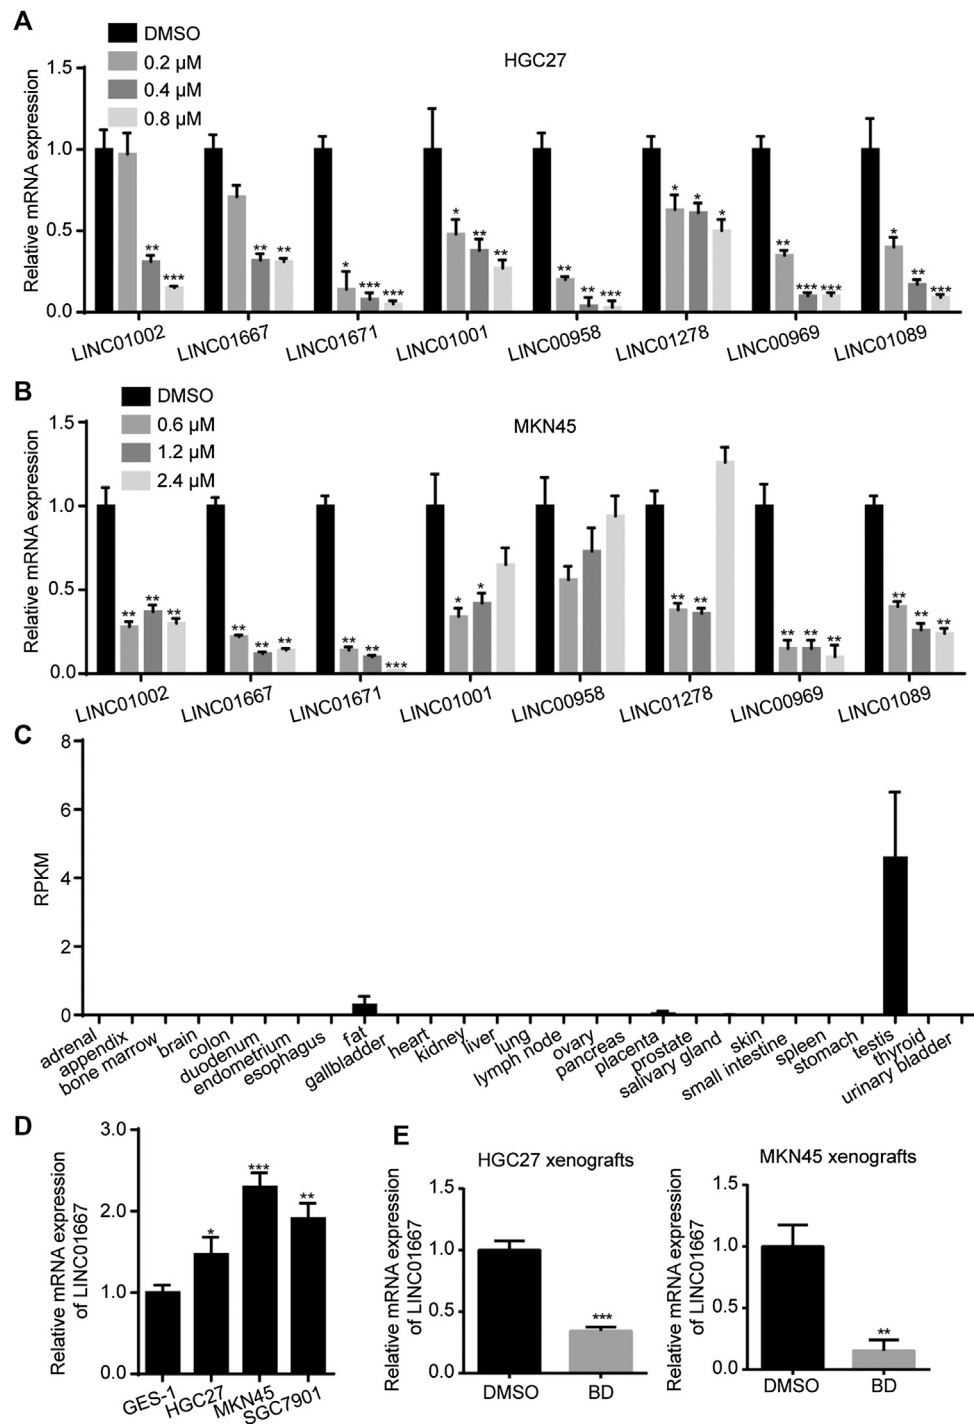 A
DMSO
0.2 μM
0.4 μM
0.8 μM
HGC27
Relative mRNA expression
1.5
1.0
0.5
0.0
** *** ** ** * *** *** * ** ** ** ** *** * * * ** *** *** * ** ***
LINC01002 LINC01667 LINC01671 LINC01001 LINC00958 LINC01278 LINC00969 LINC01089
B
DMSO
0.6 μM
1.2 μM
2.4 μM
MKN45
Relative mRNA expression
1.5
1.0
0.5
0.0
** ** ** ** ** ** ** ** *** * * ** ** ** ** ** ** ** **
LINC01002 LINC01667 LINC01671 LINC01001 LINC00958 LINC01278 LINC00969 LINC01089
C
RPKM
8
6
4
2
0
adrenal appendix bone marrow brain colon duodenum endometrium esophagus fat gallbladder heart kidney liver lung lymph node ovary pancreas placenta prostate salivary gland skin small intestine spleen stomach testis thyroid urinary bladder
D
Relative mRNA expression
of LINC01667
3.0
2.0
1.0
0.0
* *** **
GES-1 HGC27 MKN45 SGC7901
E
HGC27 xenografts
Relative mRNA expression
of LINC01667
1.5
1.0
0.5
0.0
***
DMSO BD
MKN45 xenografts
Relative mRNA expression
of LINC01667
1.5
1.0
0.5
0.0
**
DMSO BD